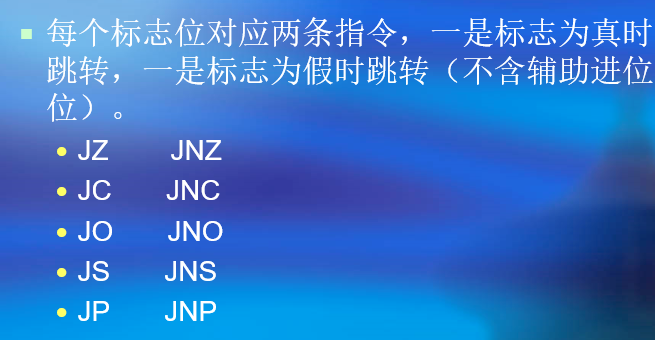 每个标志位对应两条指令，一是标志为真时
跳转，一是标志为假时跳转（不含辅助进位
位）。
JZ JNZ
JC JNC
JO JNO
JS JNS
JP JNP